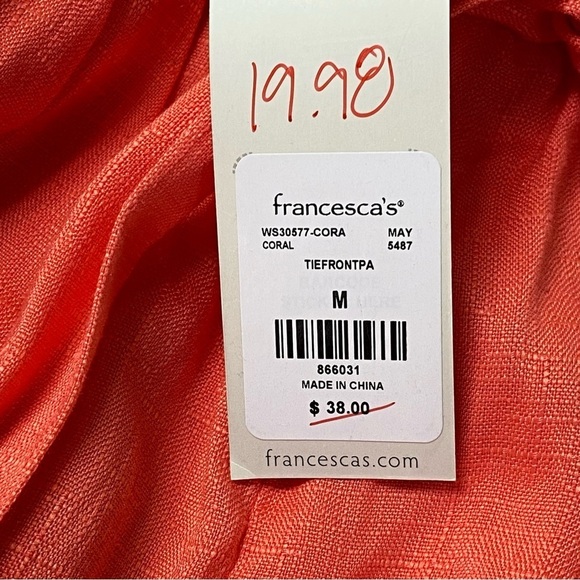 19.98
francesca's®
WS30577-CORA MAY
CORAL 5487
TIEFRONTPA
M
866031
MADE IN CHINA
$ 38.00
francescas.com